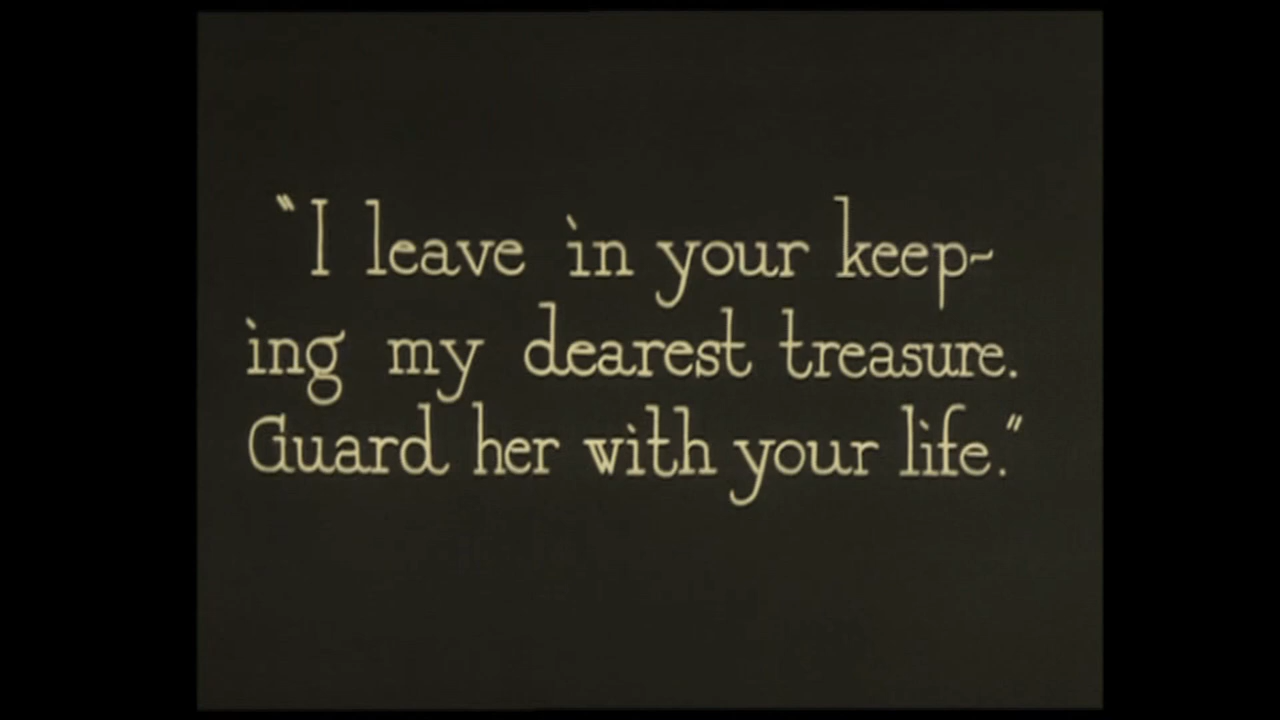 “I leave in your keep-
ing my dearest treasure.
Guard her with your life.”